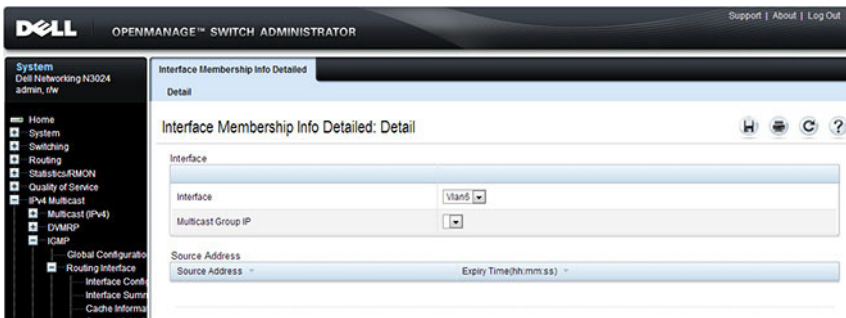 Support | About | Log Out
DELL OPENMANAGE™ SWITCH ADMINISTRATOR
System
Dell Networking N3024
admin, r/w
Home
System
Switching
Routing
Statistics/RMON
Quality of Service
IPv4 Multicast
Multicast (IPv4)
DVMRP
IGMP
Global Configuratio
Routing Interface
Interface Confi
Interface Summ
Cache Informa
Interface Membership Info Detailed
Detail
Interface Membership Info Detailed: Detail
?
Interface
Interface Vlan5
Multicast Group IP
Source Address
Source Address Expiry Time(hh:mm:ss)